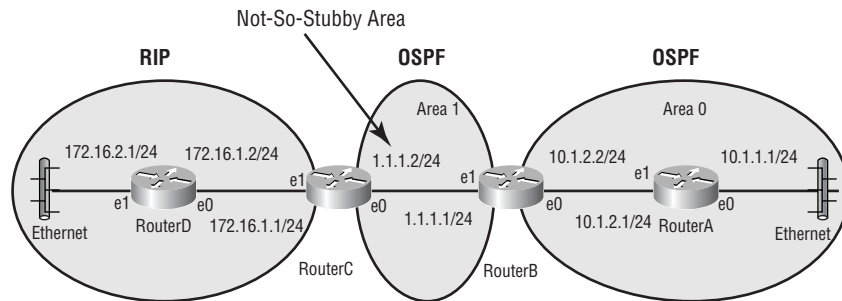 Not-So-Stubby Area
RIP
OSPF
OSPF
Area 1
Area 0
172.16.2.1/24
172.16.1.2/24
1.1.1.2/24
10.1.2.2/24
10.1.1.1/24
e1
e1
e1
e1
e0
e0
e0
e0
Ethernet
RouterD
172.16.1.1/24
1.1.1.1/24
10.1.2.1/24
RouterA
Ethernet
RouterC
RouterB